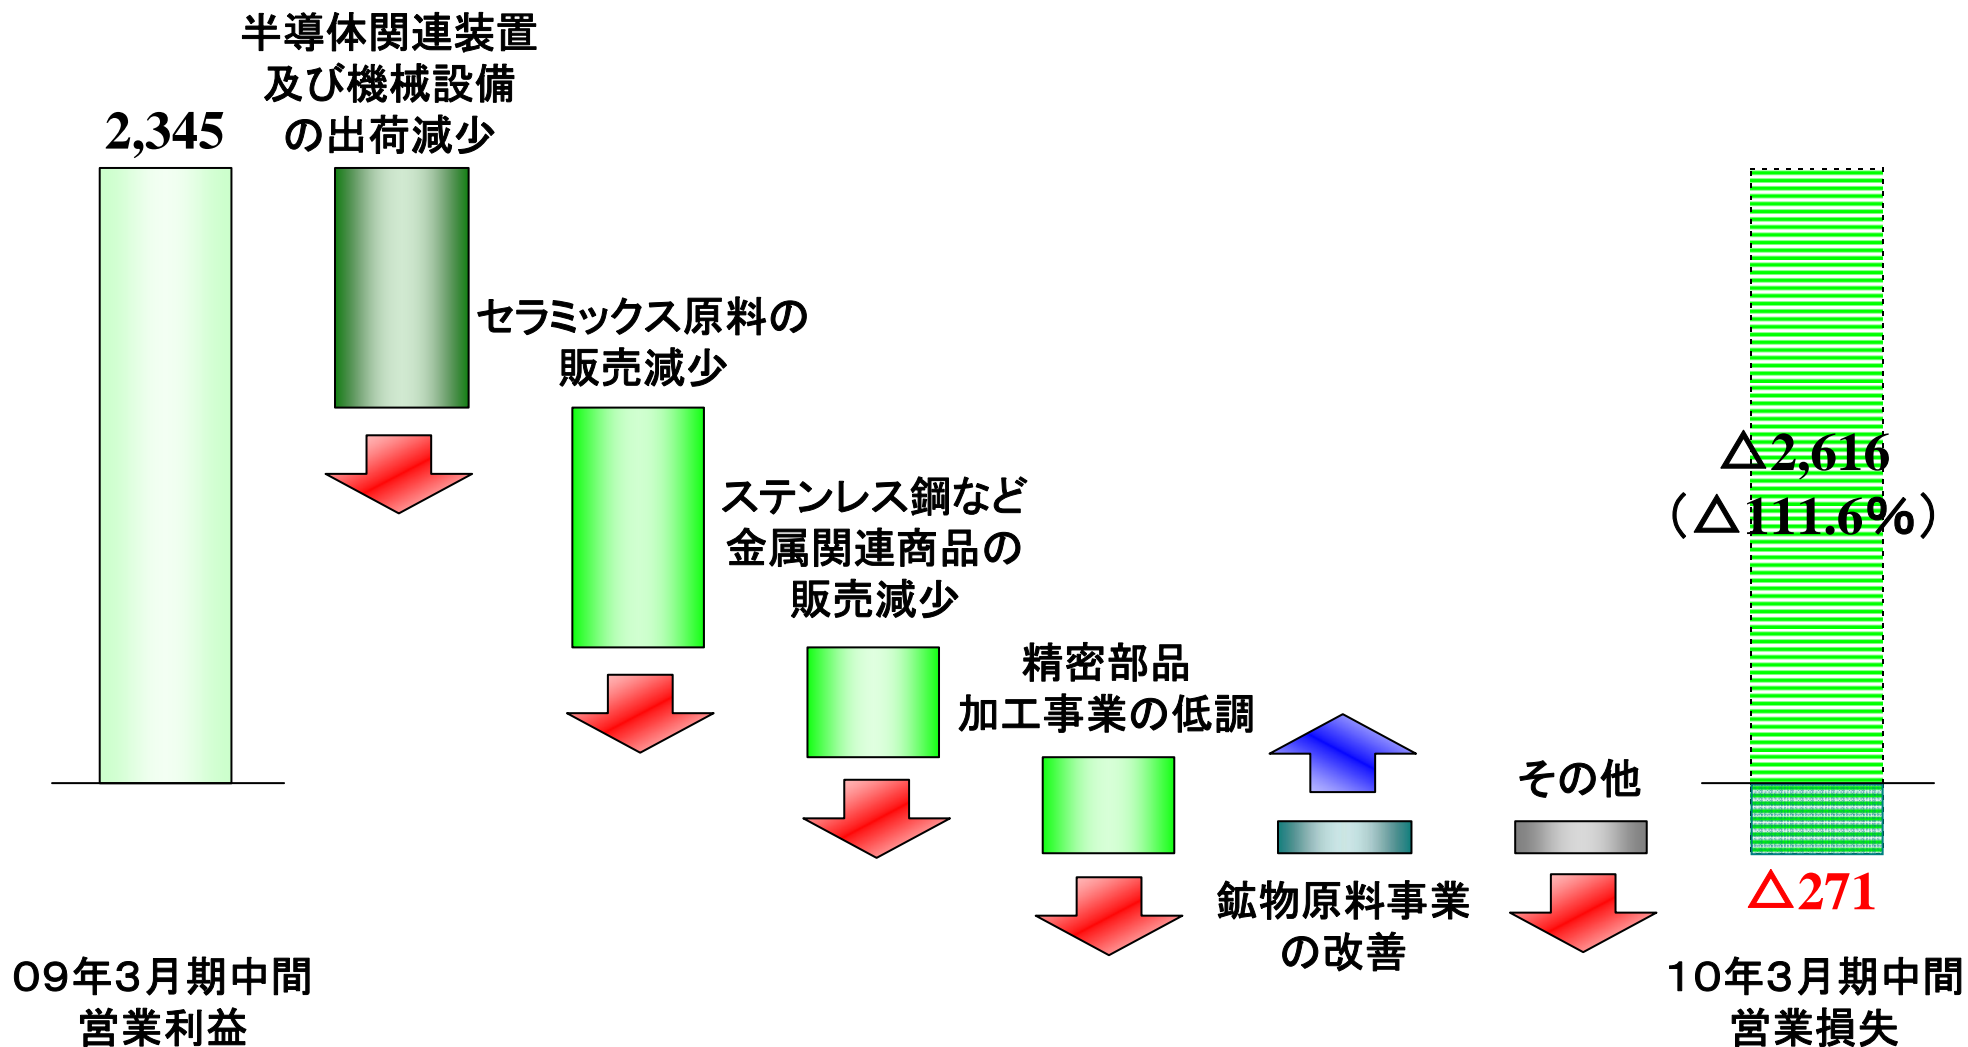 半導体関連装置
及び機械設備
の出荷減少
2,345
セラミックス原料の
販売減少
ステンレス鋼など
金属関連商品の
販売減少
精密部品
加工事業の低調
鉱物原料事業
の改善
その他
△2,616
（△111.6％）
△271
０９年３月期中間
営業利益
１０年３月期中間
営業損失